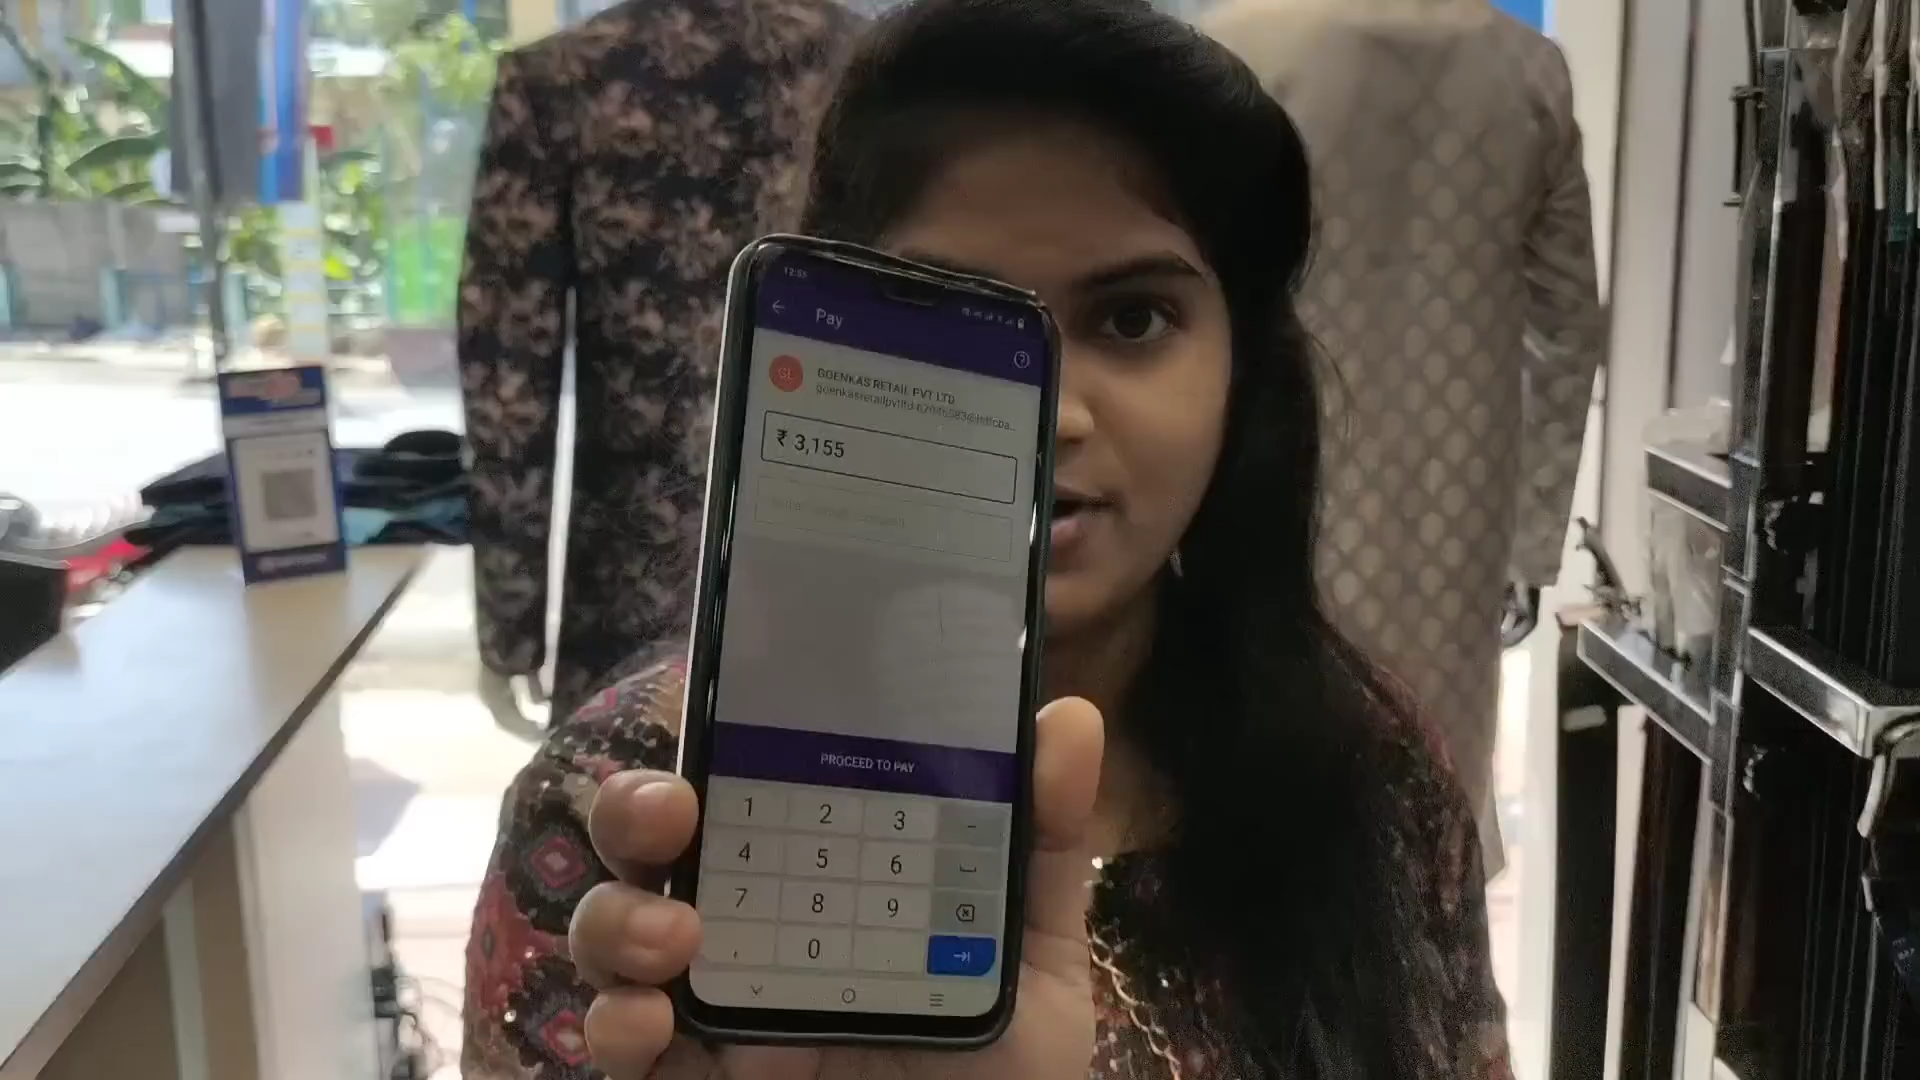 12:55
Pay
GL
GOENKAS RETAIL PVT LTD
₹ 3,155
PROCEED TO PAY
1 2 3 -
4 5 6
7 8 9
, 0 .